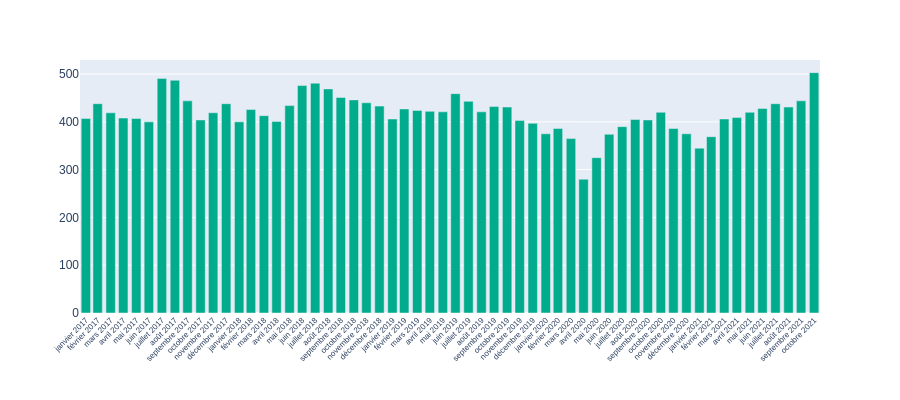 500
400
300
200
100
0
janvier 2017
février 2017
mars 2017
avril 2017
mai 2017
juin 2017
juillet 2017
août 2017
septembre 2017
octobre 2017
novembre 2017
décembre 2017
janvier 2018
février 2018
mars 2018
avril 2018
mai 2018
juin 2018
juillet 2018
août 2018
septembre 2018
octobre 2018
novembre 2018
décembre 2018
janvier 2019
février 2019
mars 2019
avril 2019
mai 2019
juin 2019
juillet 2019
août 2019
septembre 2019
octobre 2019
novembre 2019
décembre 2019
janvier 2020
février 2020
mars 2020
avril 2020
mai 2020
juin 2020
juillet 2020
août 2020
septembre 2020
octobre 2020
novembre 2020
décembre 2020
janvier 2021
février 2021
mars 2021
avril 2021
mai 2021
juin 2021
juillet 2021
août 2021
septembre 2021
octobre 2021